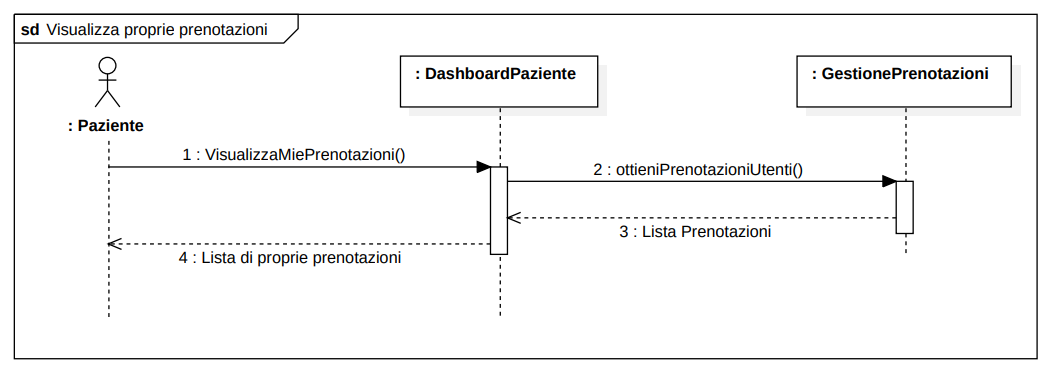 sd Visualizza proprie prenotazioni
: Paziente
: DashboardPaziente
: GestionePrenotazioni
1 : VisualizzaMiePrenotazioni()
2 : ottieniPrenotazioniUtenti()
3 : Lista Prenotazioni
4 : Lista di proprie prenotazioni